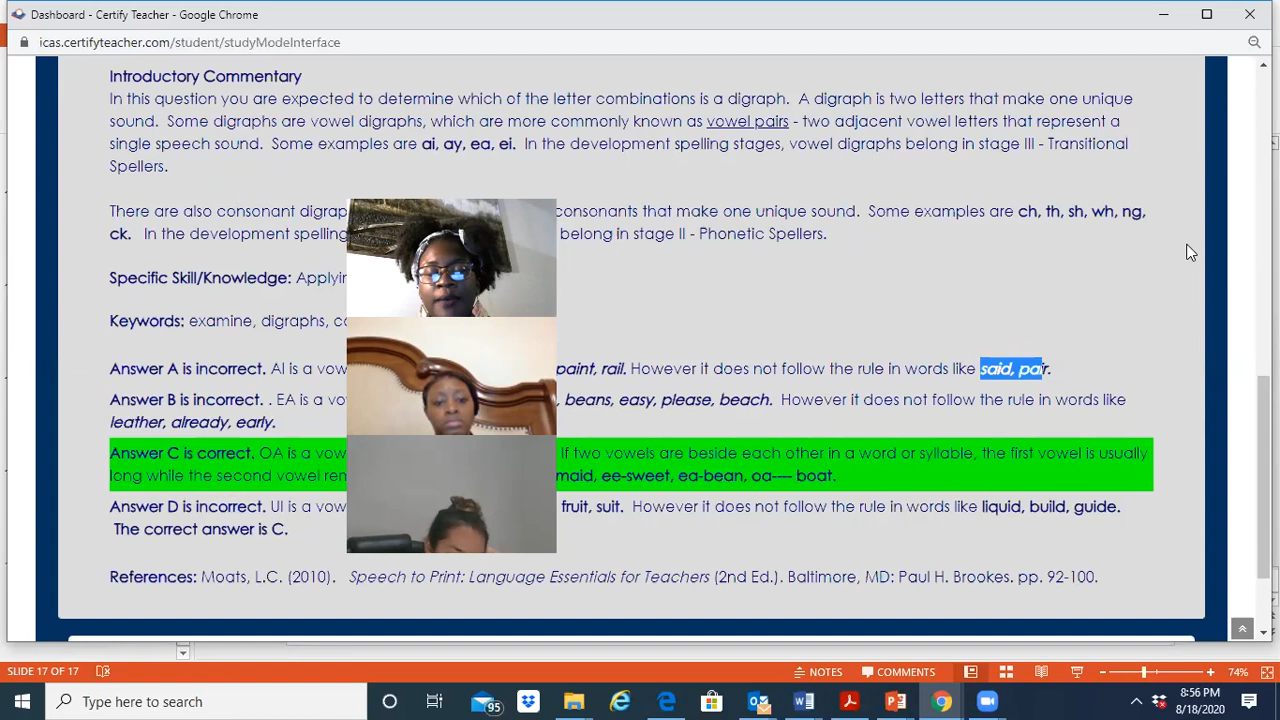 Dashboard - Certify Teacher - Google Chrome
icas.certifyteacher.com/student/studyModeInterface
Introductory Commentary
In this question you are expected to determine which of the letter combinations is a digraph. A digraph is two letters that make one unique
sound. Some digraphs are vowel digraphs, which are more commonly known as vowel pairs - two adjacent vowel letters that represent a
single speech sound. Some examples are ai, ay, ea, ei. In the development spelling stages, vowel digraphs belong in stage III - Transitional
Spellers.
There are also consonant consonants that make one unique sound. Some examples are ch, th, sh, wh, ng,
ck. In the development spelling belong in stage II - Phonetic Spellers.
Specific Skill/Knowledge:
Keywords: examine, digraphs,
Answer A is incorrect. AI is a paint, rail. However it does not follow the rule in words like said, pair.
Answer B is incorrect. . EA is a , beans, easy, please, beach. However it does not follow the rule in words like
leather, already, early.
Answer C is correct. OA is a If two vowels are beside each other in a word or syllable, the first vowel is usually
long while the second vowel maid, ee-sweet, ea-bean, oa---- boat.
Answer D is incorrect. UI is a fruit, suit. However it does not follow the rule in words like liquid, build, guide.
The correct answer is C.
References: Moats, L.C. (2010). Speech to Print: Language Essentials for Teachers (2nd Ed.). Baltimore, MD: Paul H. Brookes. pp. 92-100.
SLIDE 17 OF 17
NOTES
COMMENTS
74%
Type here to search
95
8:56 PM
8/18/2020